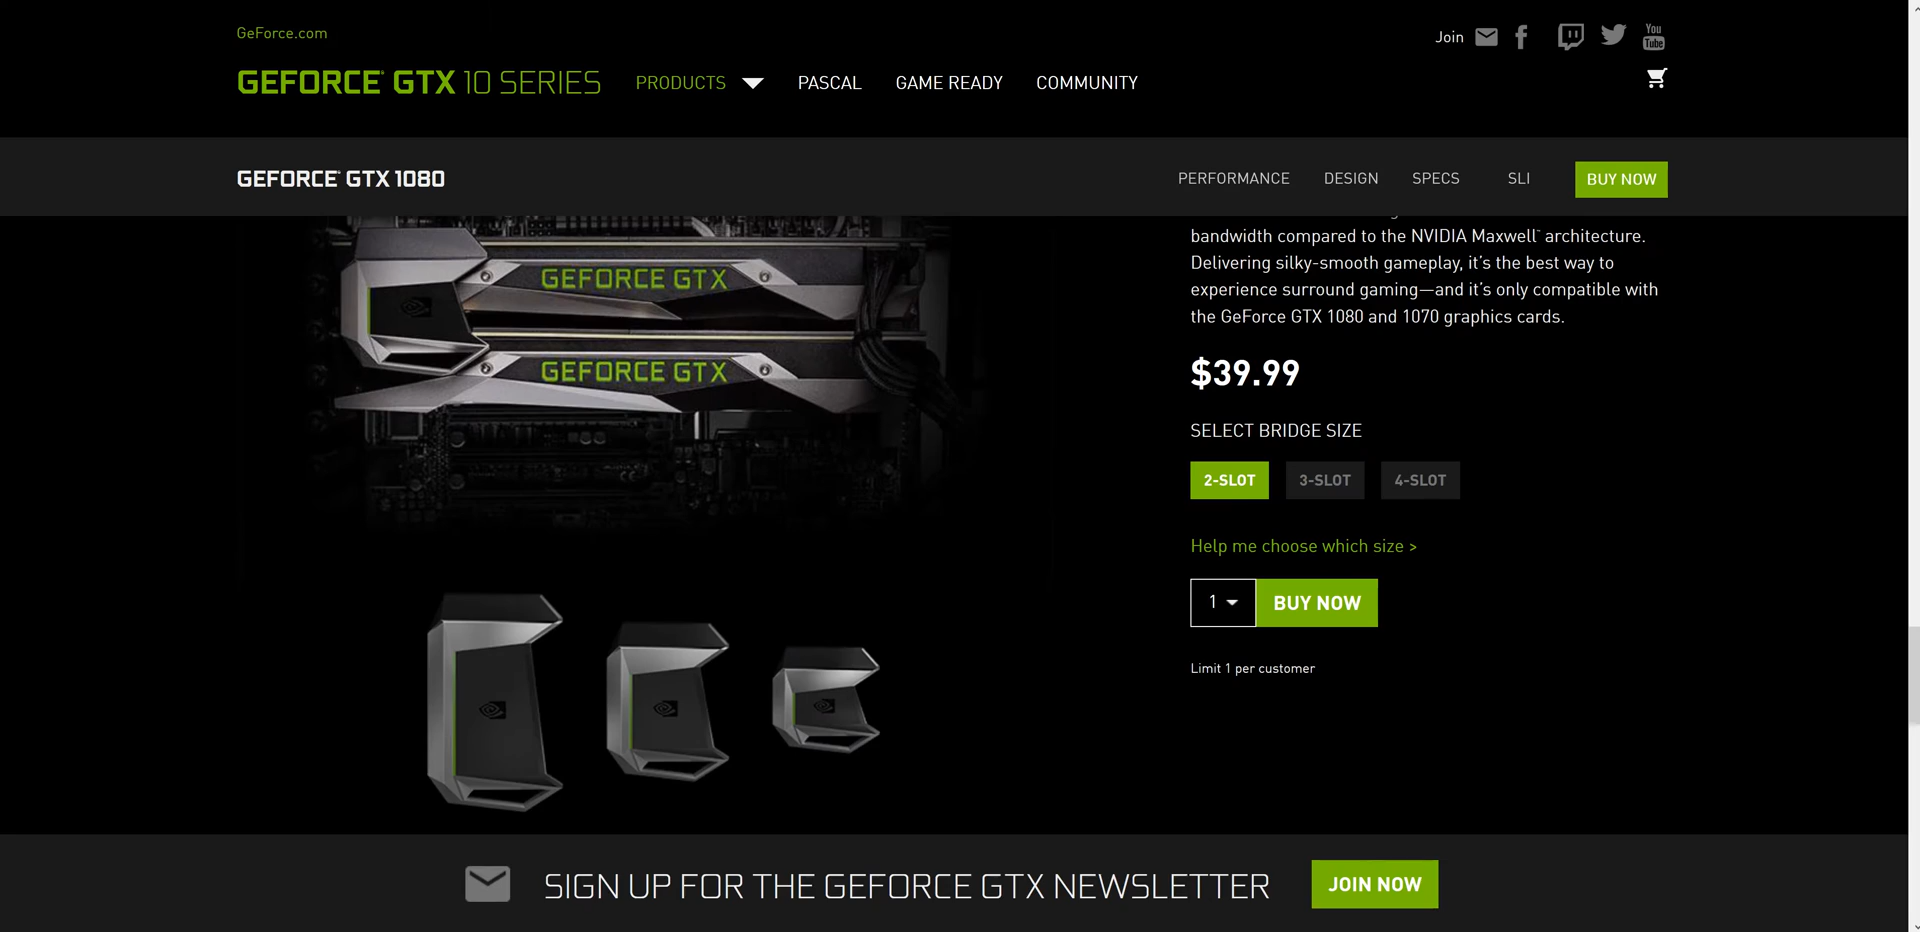 GeForce.com
Join
You
Tube
GEFORCE® GTX 10 SERIES
PRODUCTS
PASCAL
GAME READY
COMMUNITY
GEFORCE® GTX 1080
PERFORMANCE
DESIGN
SPECS
SLI
BUY NOW
GEFORCE GTX
GEFORCE GTX
bandwidth compared to the NVIDIA Maxwell™ architecture.
Delivering silky-smooth gameplay, it’s the best way to
experience surround gaming—and it’s only compatible with
the GeForce GTX 1080 and 1070 graphics cards.
$39.99
SELECT BRIDGE SIZE
2-SLOT
3-SLOT
4-SLOT
Help me choose which size >
1
BUY NOW
Limit 1 per customer
SIGN UP FOR THE GEFORCE GTX NEWSLETTER
JOIN NOW